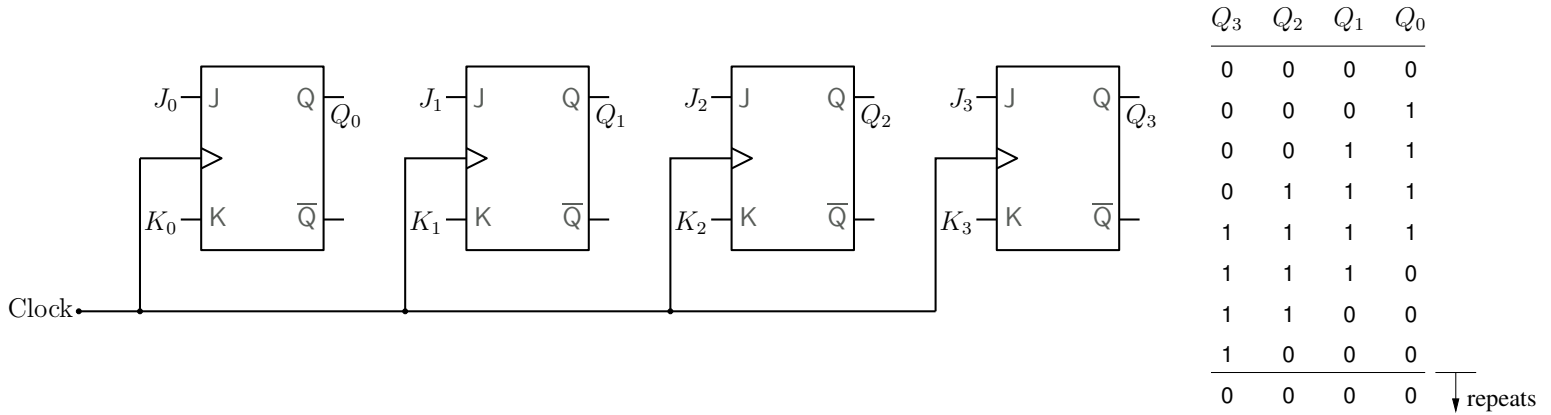 Q₃ Q₂ Q₁ Q₀
0 0 0 0
0 0 0 1
0 0 1 1
0 1 1 1
1 1 1 1
1 1 1 0
1 1 0 0
1 0 0 0
0 0 0 0 repeats
J₀ J Q Q₀
K₀ K Q̅
J₁ J Q Q₁
K₁ K Q̅
J₂ J Q Q₂
K₂ K Q̅
J₃ J Q Q₃
K₃ K Q̅
Clock